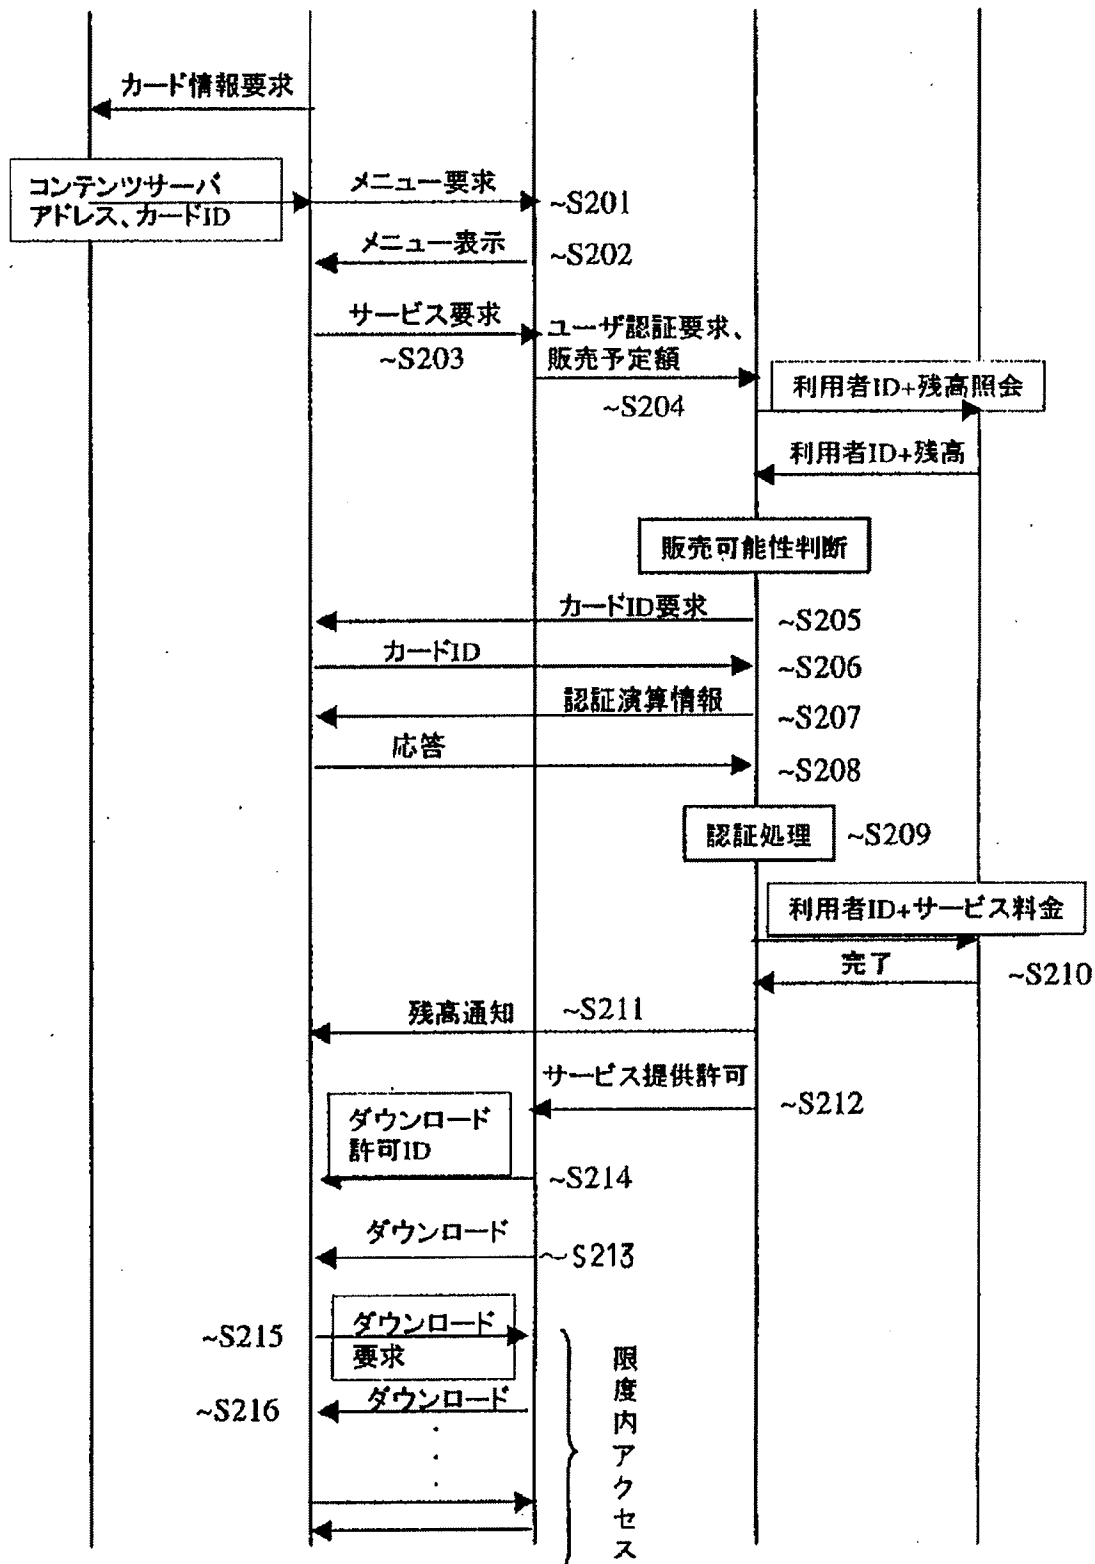 カード情報要求
コンテンツサーバ
アドレス、カードID
メニュー要求
~S201
メニュー表示
~S202
サービス要求
~S203
ユーザ認証要求、
販売予定額
~S204
利用者ID+残高照会
利用者ID+残高
販売可能性判断
カードID要求
~S205
カードID
~S206
認証演算情報
~S207
応答
~S208
認証処理
~S209
利用者ID+サービス料金
完了
~S210
残高通知
~S211
サービス提供許可
~S212
ダウンロード
許可ID
~S214
ダウンロード
~S213
~S215
ダウンロード
要求
~S216
ダウンロード
限度内アクセス